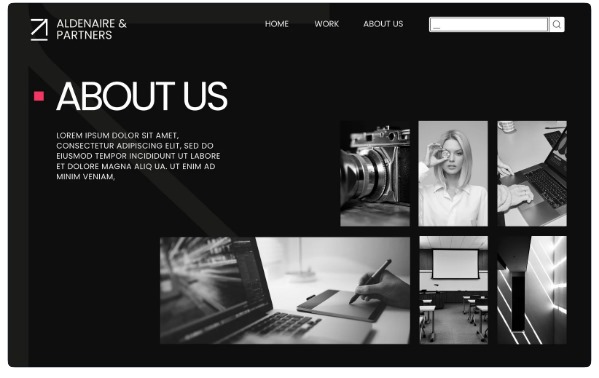 ALDENAIRE &
PARTNERS
HOME
WORK
ABOUT US
ABOUT US
LOREM IPSUM DOLOR SIT AMET,
CONSECTETUR ADIPISCING ELIT, SED DO
EIUSMOD TEMPOR INCIDIDUNT UT LABORE
ET DOLORE MAGNA ALIQ UA. UT ENIM AD
MINIM VENIAM,